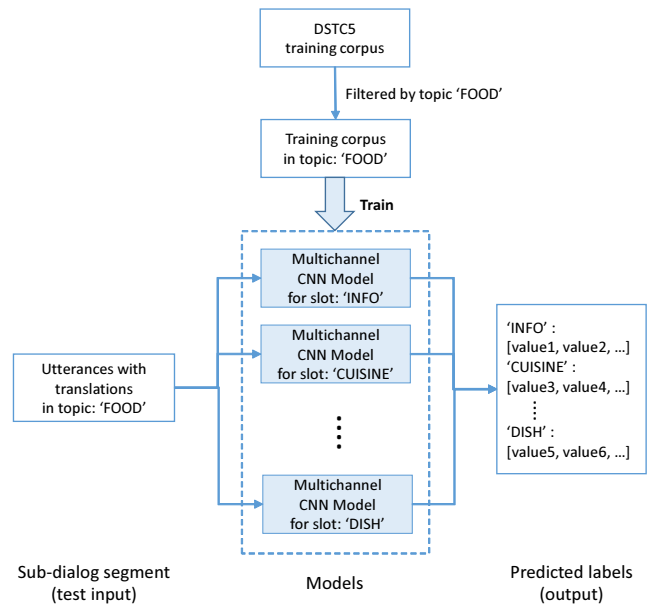 DSTC5
training corpus
Filtered by topic ‘FOOD’
Training corpus
in topic: ‘FOOD’
Train
Multichannel
CNN Model
for slot: ‘INFO’
Multichannel
CNN Model
for slot: ‘CUISINE’
Multichannel
CNN Model
for slot: ‘DISH’
Utterances with
translations
in topic: ‘FOOD’
‘INFO’ :
[value1, value2, …]
‘CUISINE’ :
[value3, value4, …]
‘DISH’ :
[value5, value6, …]
Sub-dialog segment
(test input)
Models
Predicted labels
(output)